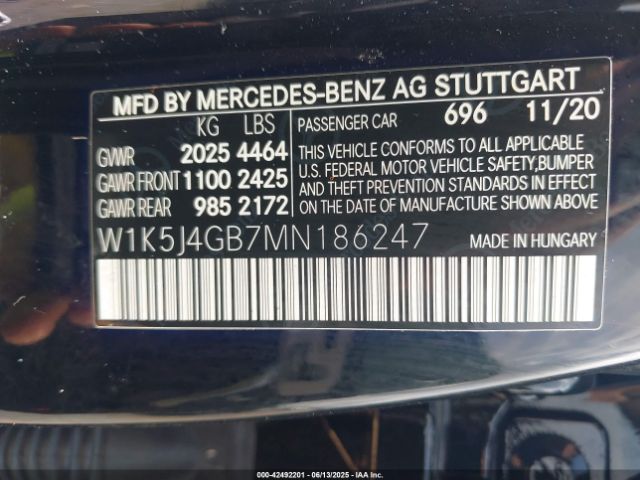 MFD BY MERCEDES-BENZ AG STUTTGART
KG LBS PASSENGER CAR 696 11/20
GVWR 2025 4464
GAWR FRONT 1100 2425
GAWR REAR 985 2172
THIS VEHICLE CONFORMS TO ALL APPLICABLE
U.S. FEDERAL MOTOR VEHICLE SAFETY,BUMPER
AND THEFT PREVENTION STANDARDS IN EFFECT
ON THE DATE OF MANUFACTURE SHOWN ABOVE
W1K5J4GB7MN186247 MADE IN HUNGARY
000-42492201 - 06/13/2025 - IAA Inc.